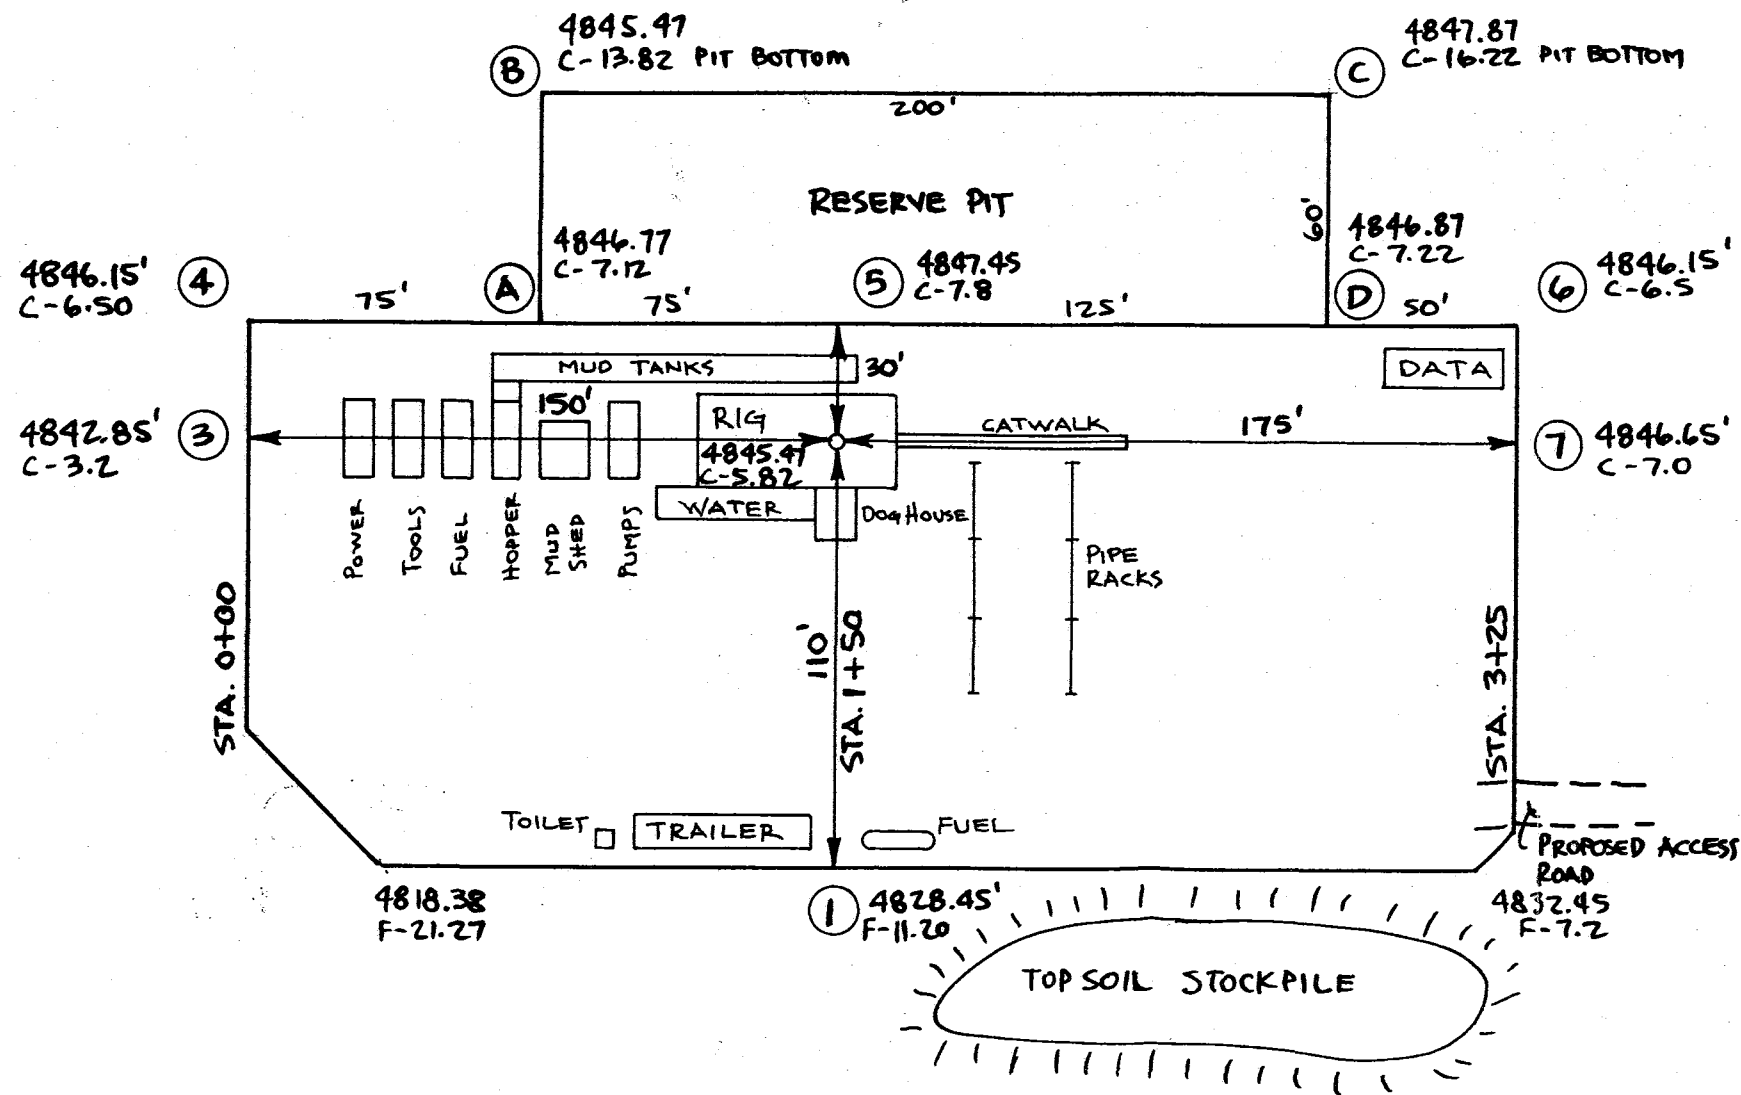 4845.47
C-13.82 PIT BOTTOM
B
4847.87
C-16.22 PIT BOTTOM
C
200'
RESERVE PIT
60'
4846.15'
C-6.50
4
75'
A
4846.77
C-7.12
75'
5
4847.45
C-7.8
125'
4846.87
C-7.22
D
50'
6
4846.15'
C-6.5
MUD TANKS
30'
DATA
4842.85'
C-3.2
3
150'
RIG
4845.47
C-5.82
CATWALK
175'
7
4846.65'
C-7.0
WATER
DOGHOUSE
POWER
TOOLS
FUEL
HOPPER
MUD
SHED
PUMPS
PIPE
RACKS
STA. 0+00
110'
STA. 1+50
STA. 3+25
TOILET
TRAILER
FUEL
PROPOSED ACCESS
ROAD
4818.38
F-21.27
1
4828.45'
F-11.20
4832.45
F-7.2
TOPSOIL STOCKPILE